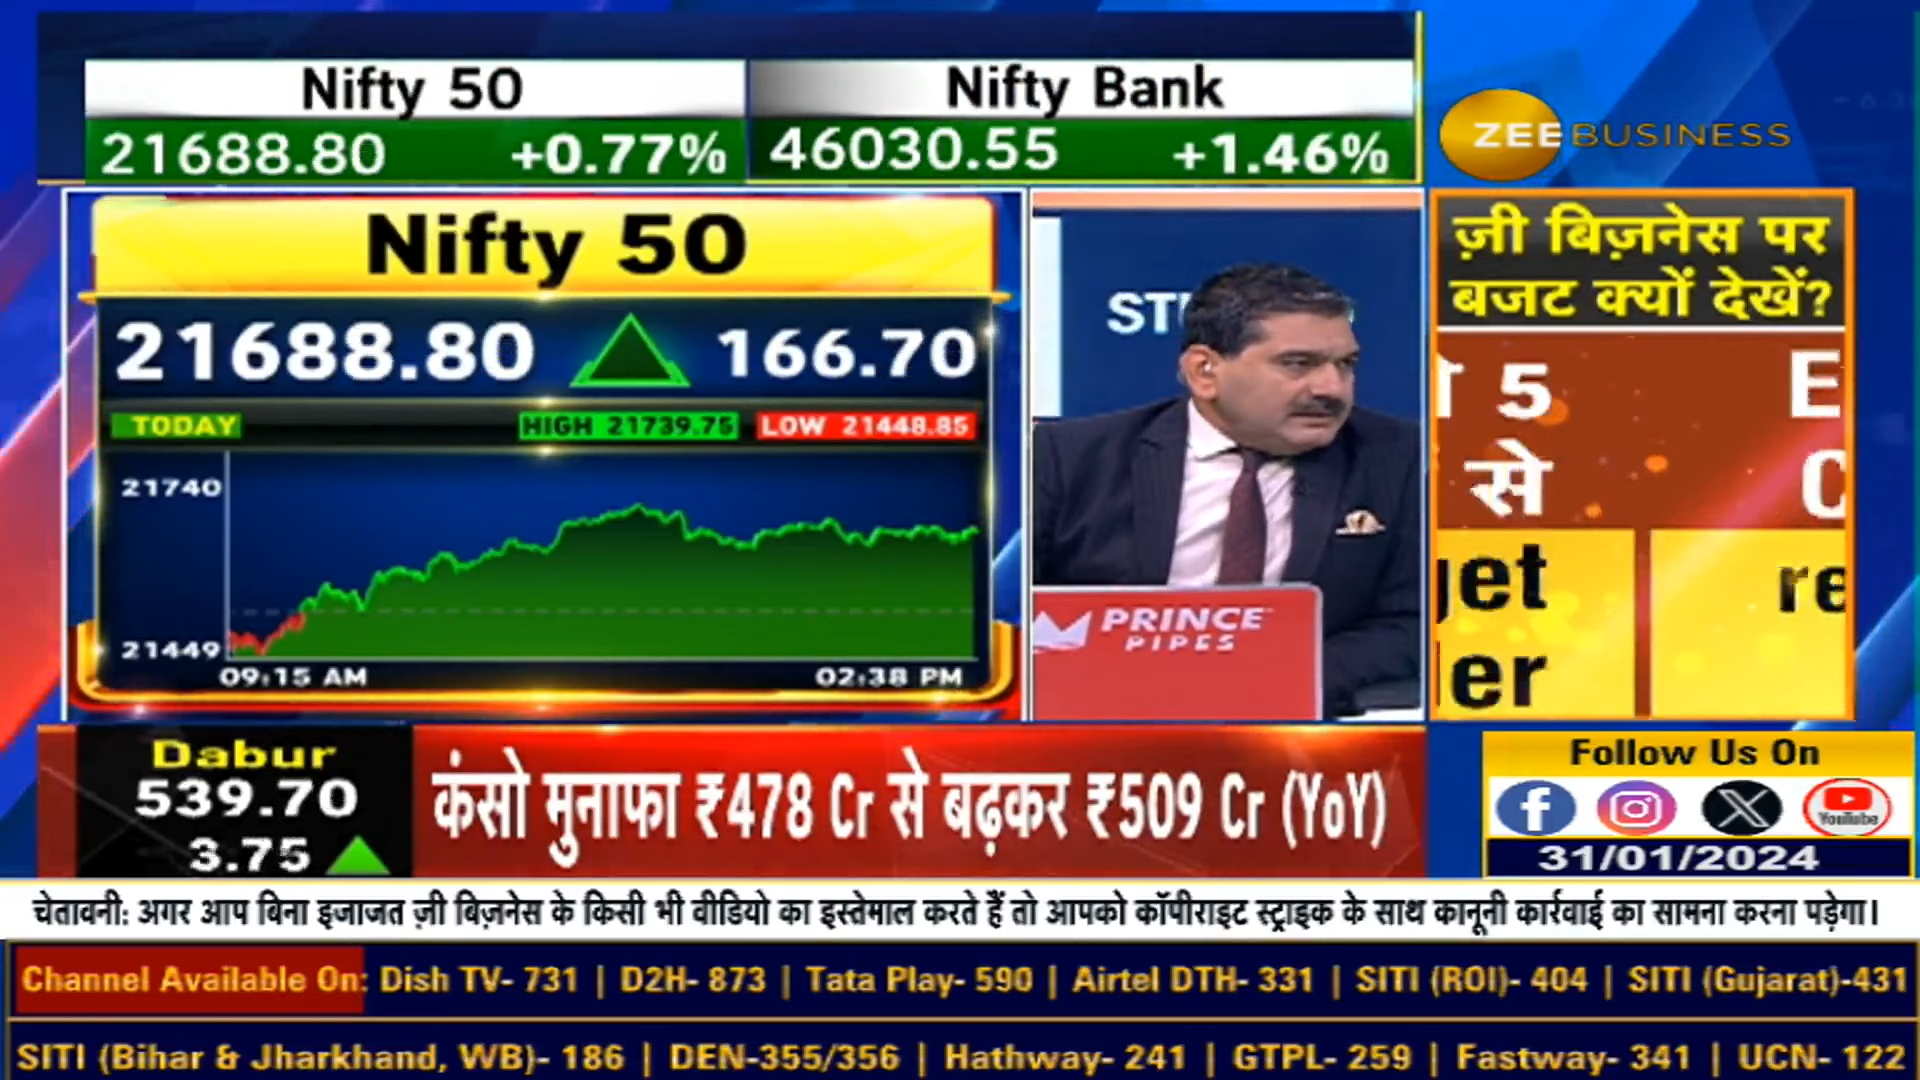 Nifty 50
21688.80 +0.77%
Nifty Bank
46030.55 +1.46%
ZEE BUSINESS
Nifty 50
21688.80 166.70
TODAY HIGH 21739.75 LOW 21448.85
21740
21449
09:15 AM 02:38 PM
PRINCE
PIPES
ज़ी बिज़नेस पर
बजट क्यों देखें?
5
से
Dabur
539.70
3.75
कंसो मुनाफा ₹478 Cr से बढ़कर ₹509 Cr (YoY)
Follow Us On
YouTube
31/01/2024
चेतावनी: अगर आप बिना इजाजत ज़ी बिज़नेस के किसी भी वीडियो का इस्तेमाल करते हैं तो आपको कॉपीराइट स्ट्राइक के साथ कानूनी कार्रवाई का सामना करना पड़ेगा।
Channel Available On: Dish TV- 731 | D2H- 873 | Tata Play- 590 | Airtel DTH- 331 | SITI (ROI)- 404 | SITI (Gujarat)-431
SITI (Bihar & Jharkhand, WB)- 186 | DEN-355/356 | Hathway- 241 | GTPL- 259 | Fastway- 341 | UCN- 122